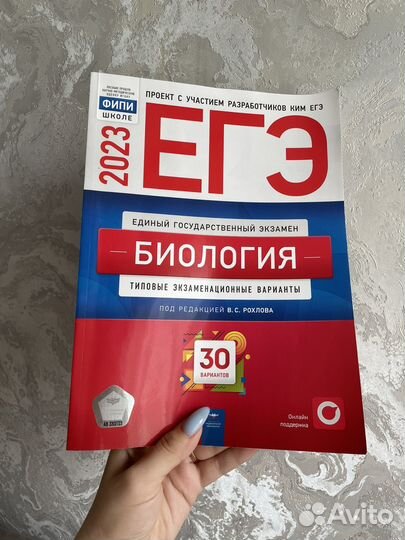 ПРОЕКТ С УЧАСТИЕМ РАЗРАБОТЧИКОВ КИМ ЕГЭ
ФИПИ
ШКОЛЕ
2023
ЕГЭ
ЕДИНЫЙ ГОСУДАРСТВЕННЫЙ ЭКЗАМЕН
БИОЛОГИЯ
ТИПОВЫЕ ЭКЗАМЕНАЦИОННЫЕ ВАРИАНТЫ
ПОД РЕДАКЦИЕЙ В.С. РОХЛОВА
30
ВАРИАНТОВ
Онлайн
поддержка
Avito